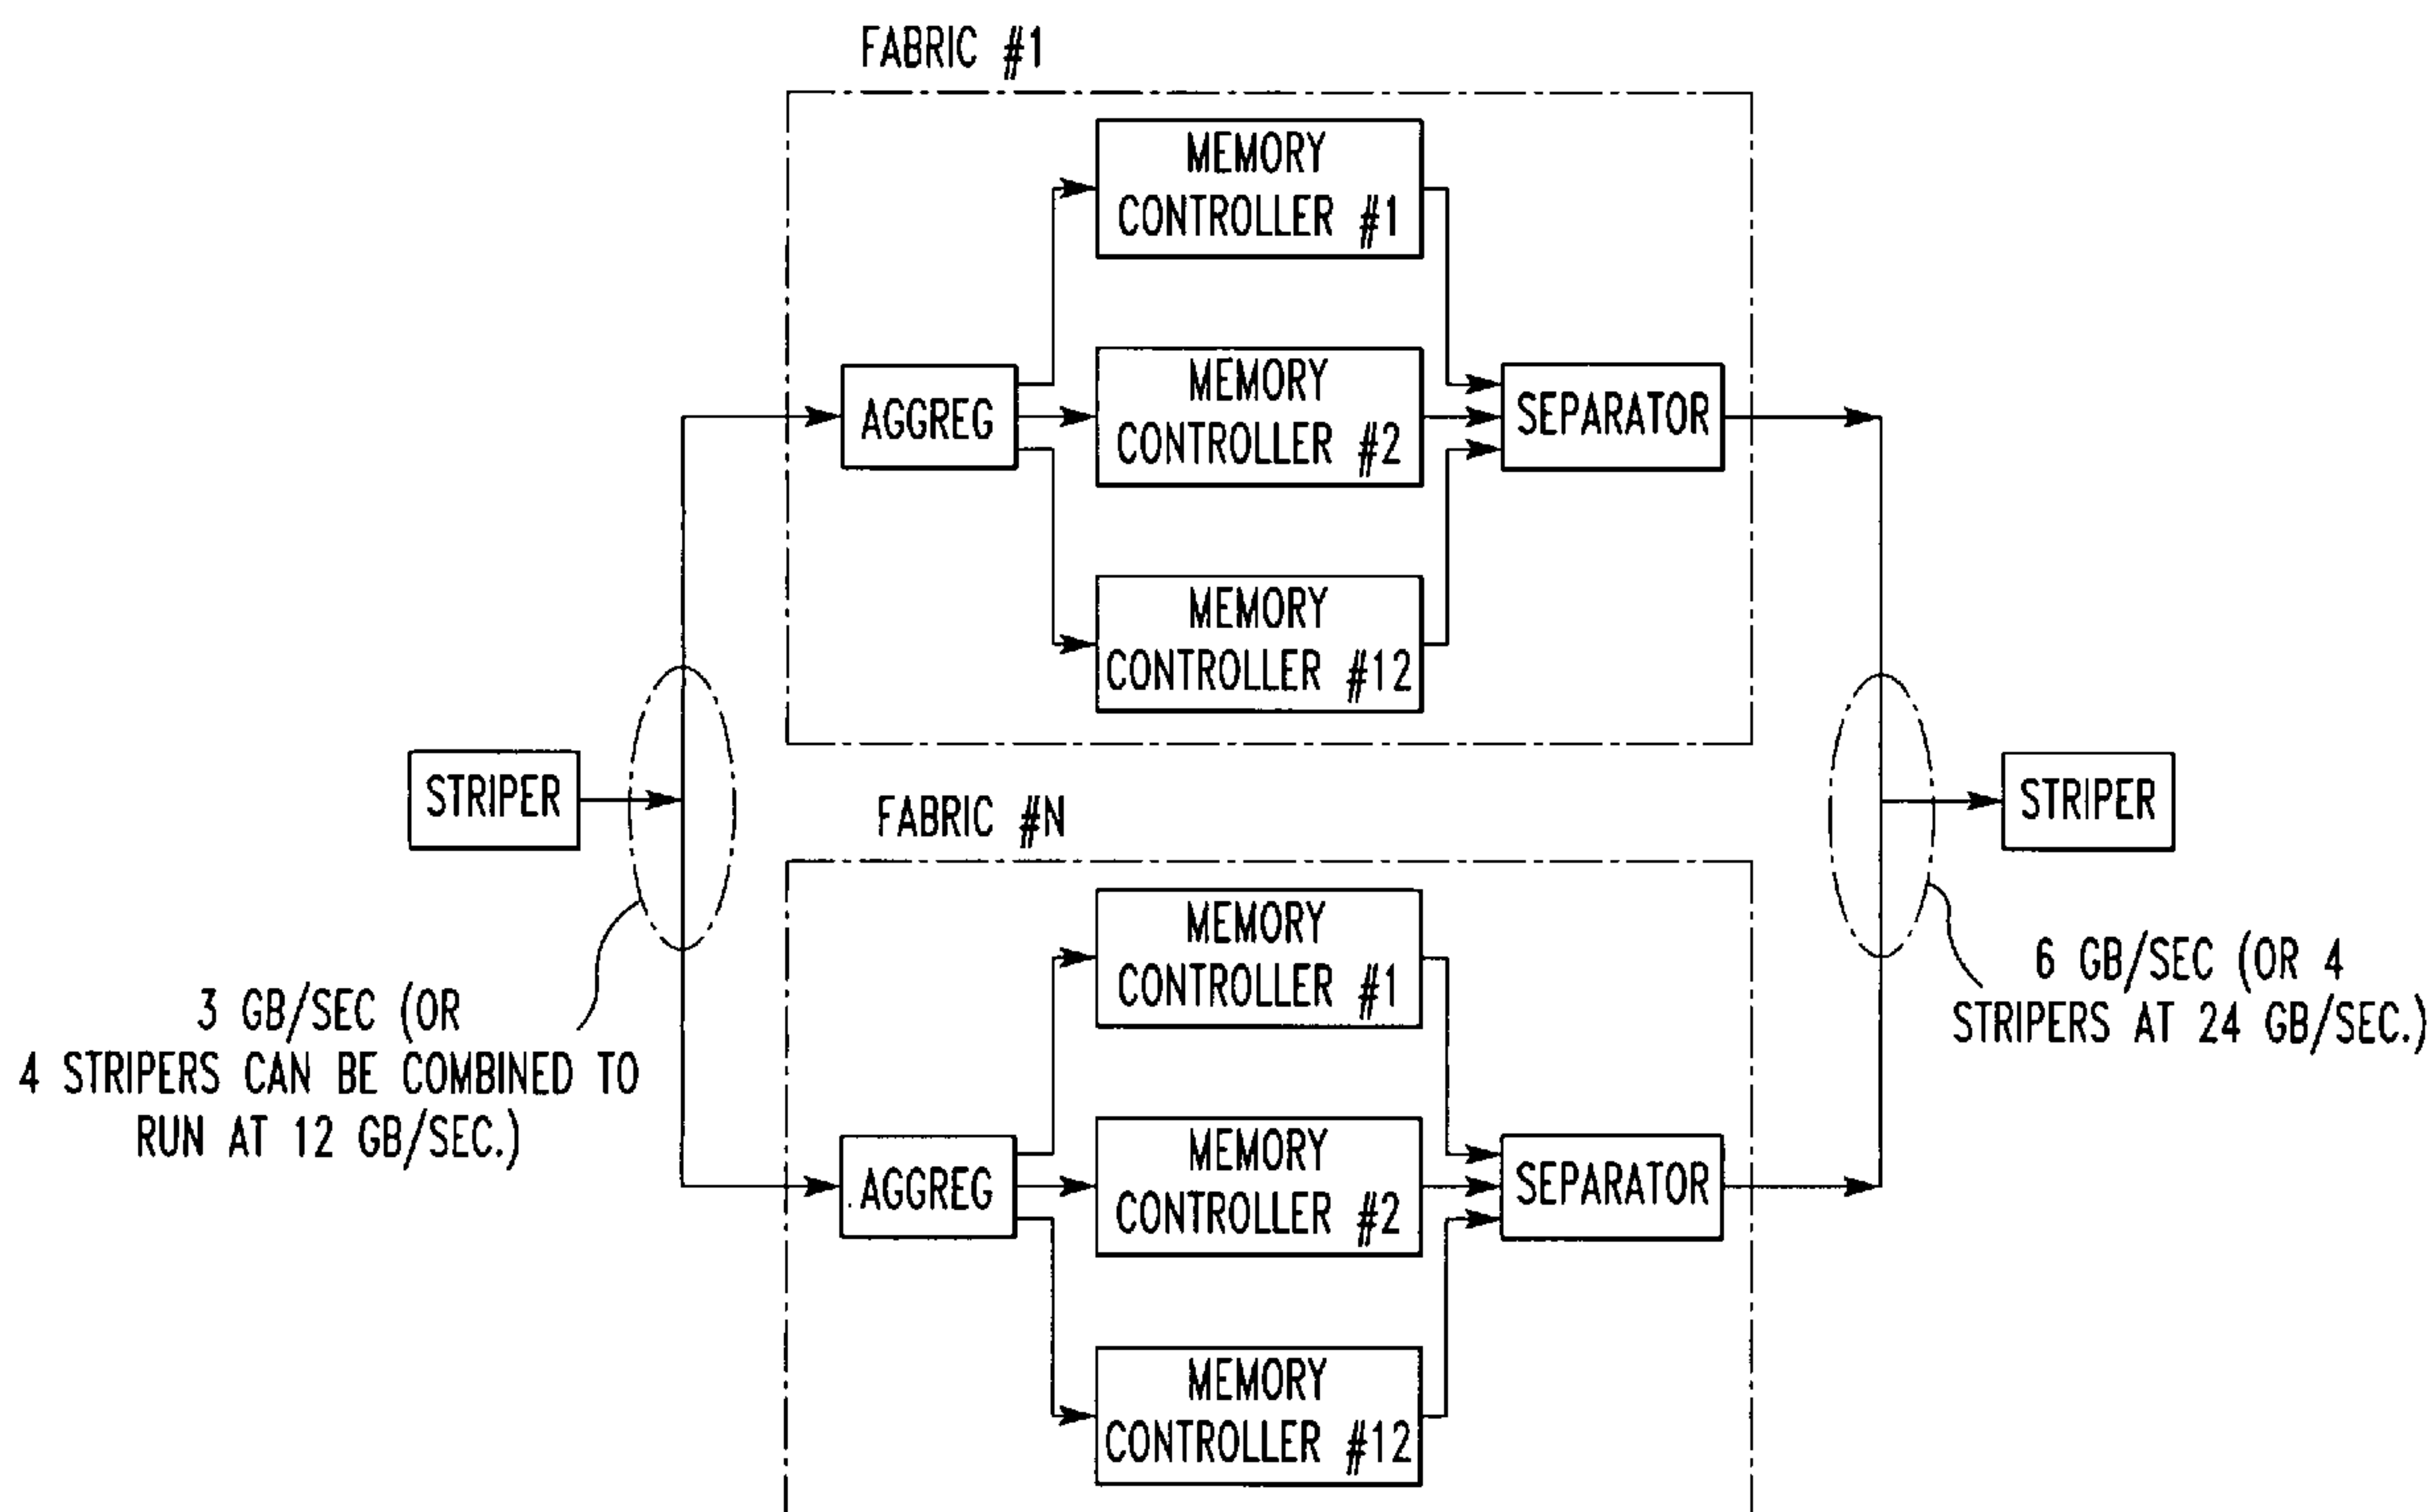 FABRIC #1
MEMORY
CONTROLLER #1
AGGREG
MEMORY
CONTROLLER #2
SEPARATOR
MEMORY
CONTROLLER #12
STRIPER
STRIPER
3 GB/SEC (OR
4 STRIPERS CAN BE COMBINED TO
RUN AT 12 GB/SEC.)
6 GB/SEC (OR 4
STRIPERS AT 24 GB/SEC.)
FABRIC #N
MEMORY
CONTROLLER #1
AGGREG
MEMORY
CONTROLLER #2
SEPARATOR
MEMORY
CONTROLLER #12